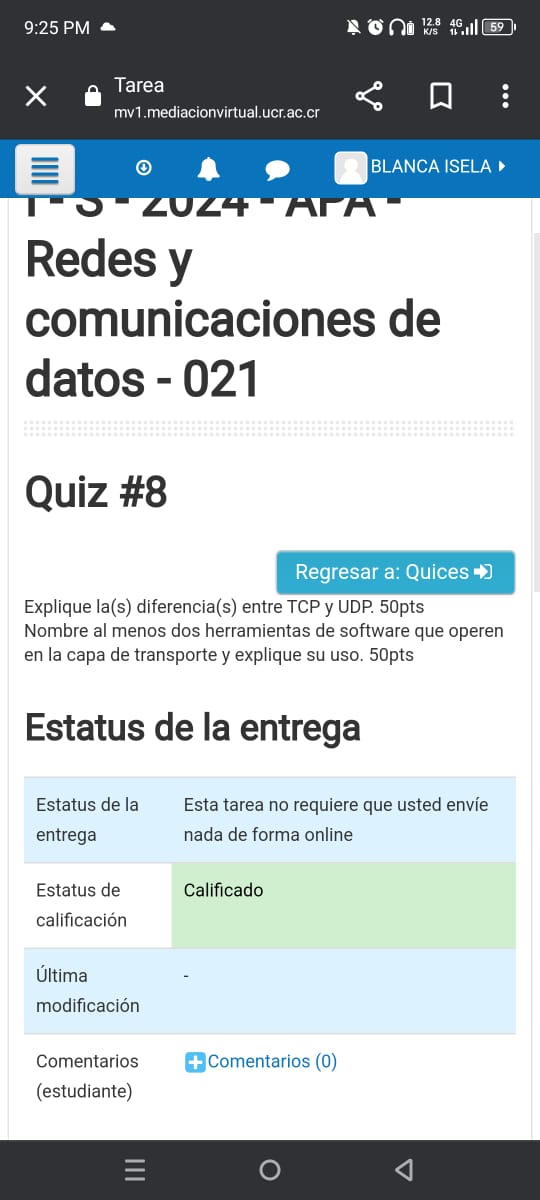 9:25 PM
12.8 K/S 4G 59
Tarea
mv1.mediacionvirtual.ucr.ac.cr
BLANCA ISELA
I - S - 2024 - APA -
Redes y
comunicaciones de
datos - 021
Quiz #8
Regresar a: Quices
Explique la(s) diferencia(s) entre TCP y UDP. 50pts
Nombre al menos dos herramientas de software que operen
en la capa de transporte y explique su uso. 50pts
Estatus de la entrega
Estatus de la entrega
Esta tarea no requiere que usted envíe
nada de forma online
Estatus de calificación
Calificado
Última modificación
-
Comentarios (estudiante)
Comentarios (0)